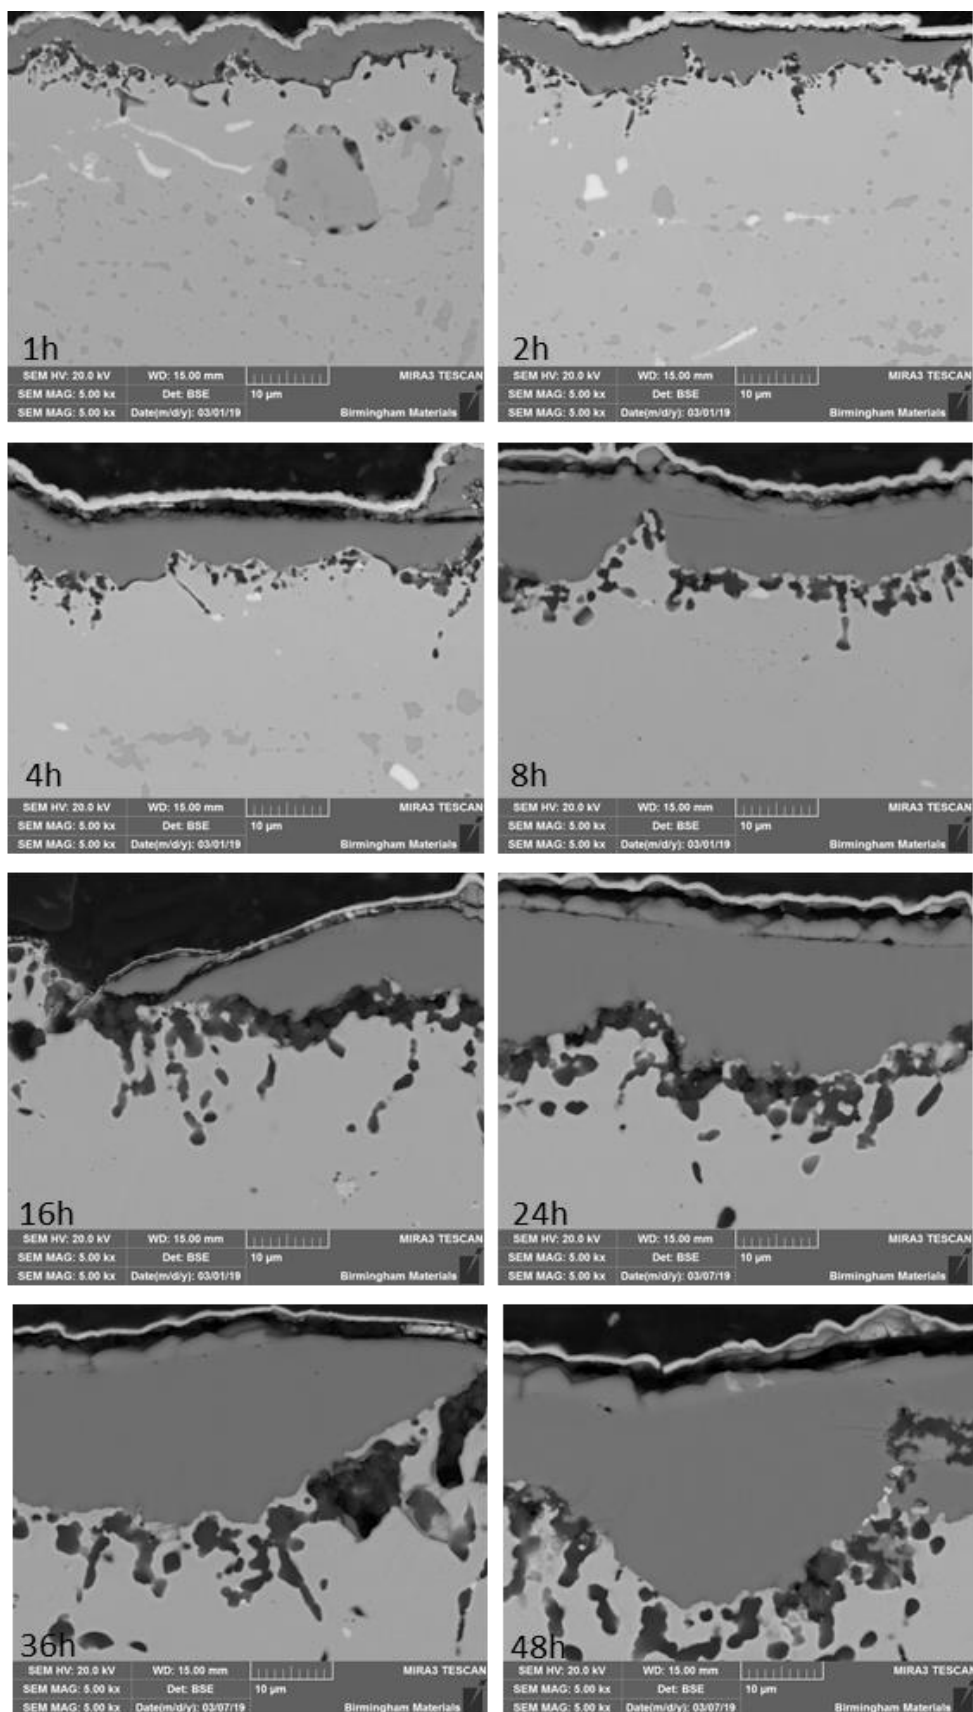 1h
SEM HV: 20.0 kV WD: 15.00 mm MIRA3 TESCAN
SEM MAG: 5.00 kx Det: BSE 10 µm
SEM MAG: 5.00 kx Date(m/d/y): 03/01/19 Birmingham Materials
2h
SEM HV: 20.0 kV WD: 15.00 mm MIRA3 TESCAN
SEM MAG: 5.00 kx Det: BSE 10 µm
SEM MAG: 5.00 kx Date(m/d/y): 03/01/19 Birmingham Materials
4h
SEM HV: 20.0 kV WD: 15.00 mm MIRA3 TESCAN
SEM MAG: 5.00 kx Det: BSE 10 µm
SEM MAG: 5.00 kx Date(m/d/y): 03/01/19 Birmingham Materials
8h
SEM HV: 20.0 kV WD: 15.00 mm MIRA3 TESCAN
SEM MAG: 5.00 kx Det: BSE 10 µm
SEM MAG: 5.00 kx Date(m/d/y): 03/01/19 Birmingham Materials
16h
SEM HV: 20.0 kV WD: 15.00 mm MIRA3 TESCAN
SEM MAG: 5.00 kx Det: BSE 10 µm
SEM MAG: 5.00 kx Date(m/d/y): 03/01/19 Birmingham Materials
24h
SEM HV: 20.0 kV WD: 15.00 mm MIRA3 TESCAN
SEM MAG: 5.00 kx Det: BSE 10 µm
SEM MAG: 5.00 kx Date(m/d/y): 03/07/19 Birmingham Materials
36h
SEM HV: 20.0 kV WD: 15.00 mm MIRA3 TESCAN
SEM MAG: 5.00 kx Det: BSE 10 µm
SEM MAG: 5.00 kx Date(m/d/y): 03/07/19 Birmingham Materials
48h
SEM HV: 20.0 kV WD: 15.00 mm MIRA3 TESCAN
SEM MAG: 5.00 kx Det: BSE 10 µm
SEM MAG: 5.00 kx Date(m/d/y): 03/07/19 Birmingham Materials